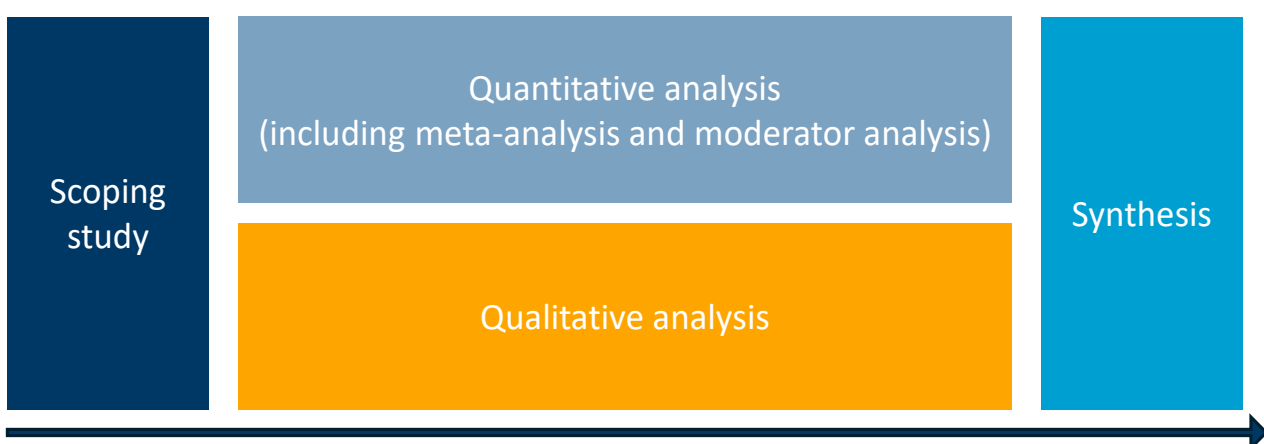 Scoping
study
Quantitative analysis
(including meta-analysis and moderator analysis)
Qualitative analysis
Synthesis